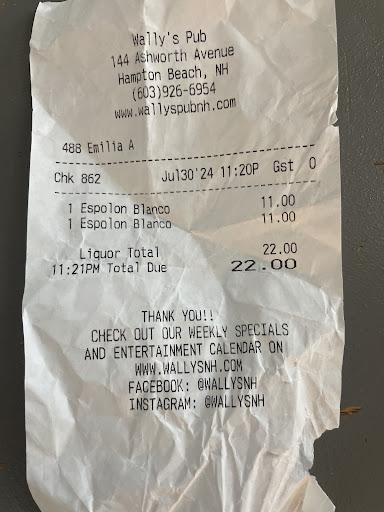 Wally's Pub
144 Ashworth Avenue
Hampton Beach, NH
(603)926-6954
www.wallyspubnh.com
488 Emilia A
Chk 862 Jul30'24 11:20P Gst 0
1 Espolon Blanco 11.00
1 Espolon Blanco 11.00
Liquor Total 22.00
11:21PM Total Due 22.00
THANK YOU!!
CHECK OUT OUR WEEKLY SPECIALS
AND ENTERTAINMENT CALENDAR ON
WWW.WALLYSNH.COM
FACEBOOK: @WALLYSNH
INSTAGRAM: @WALLYSNH